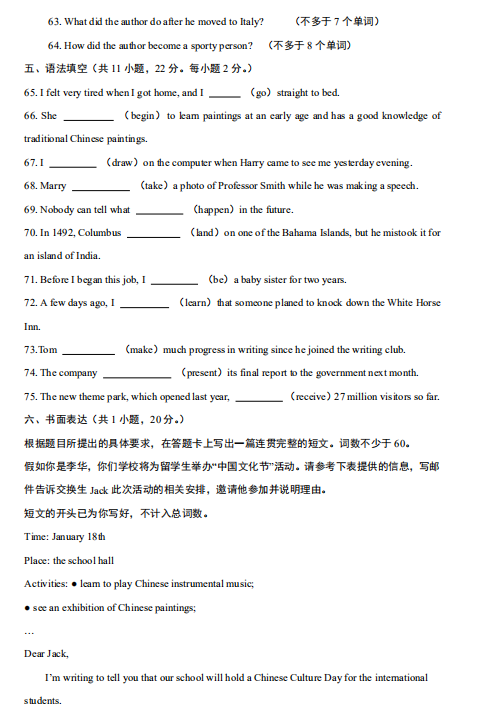 63. What did the author do after he moved to Italy? （不多于 7 个单词）
64. How did the author become a sporty person? （不多于 8 个单词）
五、语法填空（共 11 小题，22 分。每小题 2 分。）
65. I felt very tired when I got home, and I ______ （go）straight to bed.
66. She _________ （begin）to learn paintings at an early age and has a good knowledge of
traditional Chinese paintings.
67. I _________ （draw）on the computer when Harry came to see me yesterday evening.
68. Marry ___________ （take）a photo of Professor Smith while he was making a speech.
69. Nobody can tell what _________ （happen）in the future.
70. In 1492, Columbus __________ （land）on one of the Bahama Islands, but he mistook it for
an island of India.
71. Before I began this job, I _________ （be）a baby sister for two years.
72. A few days ago, I _________ （learn）that someone planed to knock down the White Horse
Inn.
73.Tom __________ （make）much progress in writing since he joined the writing club.
74. The company _____________ （present）its final report to the government next month.
75. The new theme park, which opened last year, _________ （receive）27 million visitors so far.
六、书面表达（共 1 小题，20 分。）
根据题目所提出的具体要求，在答题卡上写出一篇连贯完整的短文。词数不少于 60。
假如你是李华，你们学校将为留学生举办“中国文化节”活动。请参考下表提供的信息，写邮
件告诉交换生 Jack 此次活动的相关安排，邀请他参加并说明理由。
短文的开头已为你写好，不计入总词数。
Time: January 18th
Place: the school hall
Activities: ● learn to play Chinese instrumental music;
● see an exhibition of Chinese paintings;
…
Dear Jack,
I’m writing to tell you that our school will hold a Chinese Culture Day for the international
students.